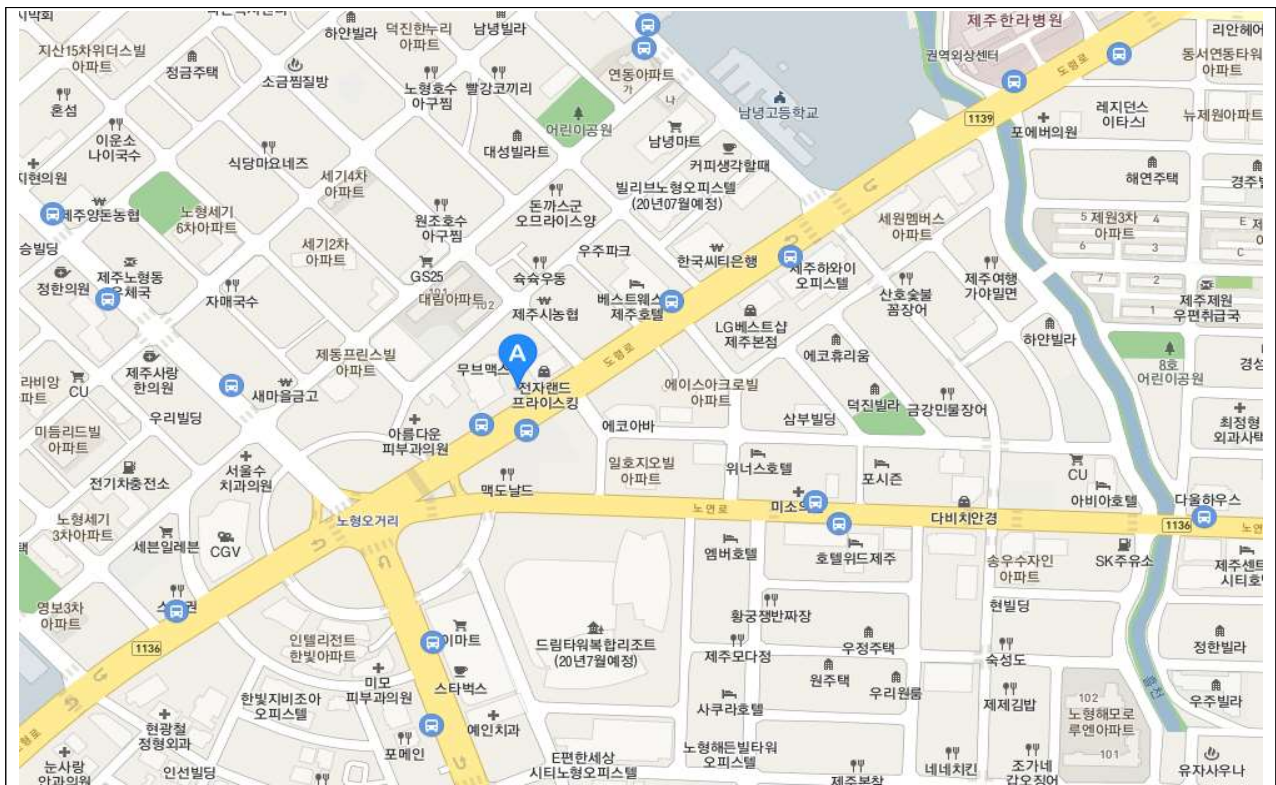 제주한라병원
권역외상센터
리안헤어
지산15차위더스빌
아파트
정금주택
하얀빌라
소금찜질방
덕진한누리
아파트
남녕빌라
노형호수
아구찜
빨강코끼리
연동아파트
가
나
어린이공원
대성빌라트
남녕마트
남녕고등학교
커피생각할때
빌리브노형오피스텔
(20년07월예정)
도령로
1139
포에버의원
레지던스
이타시
동서연동타워
아파트
뉴제원아파트
해연주택
혼섬
이운소
나이국수
지현의원
식당마요네즈
세기4차
아파트
제주양돈농협
노형세기
6차아파트
원조호수
아구찜
돈까스군
오므라이스양
우주파크
한국씨티은행
세원멤버스
아파트
5
제원3차
아파트
4
6
3
E
C
7
2
1
승빌딩
정한의원
제주노형동
우체국
세기2차
아파트
자매국수
GS25
101
대림아파트
102
슉슉우동
제주시농협
베스트웨스
제주호텔
제주하와이
오피스텔
산호숯불
꼼장어
제주여행
가야밀면
제주제원
우편취급국
LG베스트샵
제주본점
에코휴리움
하얀빌라
8호
어린이공원
제주사랑
한의원
제동프린스빌
아파트
무브맥스
A
전자랜드
프라이스킹
도령로
에이스아크로빌
아파트
덕진빌라
금강민물장어
삼부빌딩
CU
우리빌딩
새마을금고
미듬리드빌
아파트
아름다운
피부과의원
에코아바
최정형
외과사택
전기차충전소
서울수
치과의원
맥도날드
일호지오빌
아파트
위너스호텔
포시즌
CU
아비아호텔
다올하우스
노형세기
3차아파트
세븐일레븐
CGV
노형오거리
노연로
다비치안경
1136
노연
엠버호텔
호텔위드제주
송우수자인
아파트
SK주유소
제주센트
시티호텔
영보3차
아파트
1136
인텔리전트
한빛아파트
이마트
드림타워복합리조트
(20년7월예정)
황궁쟁반짜장
현빌딩
제주모다정
우정주택
숙성도
정한빌라
미모
피부과의원
스타벅스
원주택
우리원룸
제제김밥
102
노형해모로
루엔아파트
101
흘천
우주빌라
한빛지비조아
오피스텔
사쿠라호텔
현광철
정형외과
예인치과
포메인
노형로
눈사랑
안과의원
인선빌딩
E편한세상
시티노형오피스텔
노형해든빌타워
오피스텔
제주본참
네네치킨
조가네
갑오징어
유자사우나